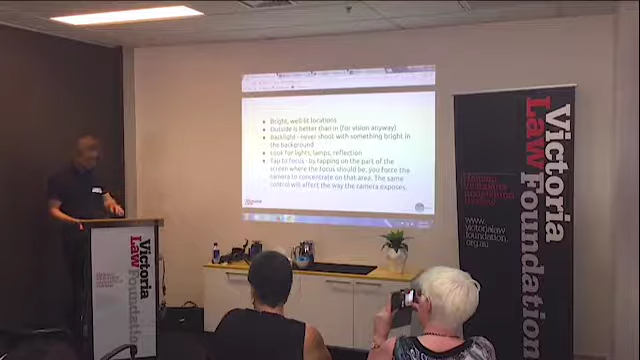 Bright, well-lit locations
Outside is better than in (for vision anyway)
Backlight - never shoot with something bright in
the background
Look for lights, lamps, reflection
Tap to focus - by tapping on the part of the
screen where the focus should be, you force the
camera to concentrate on that area. The same
control will affect the way the camera exposes.
Victoria
Law Foundation
www.
victorialaw
foundation.
org.au
Victoria
Law Foundation